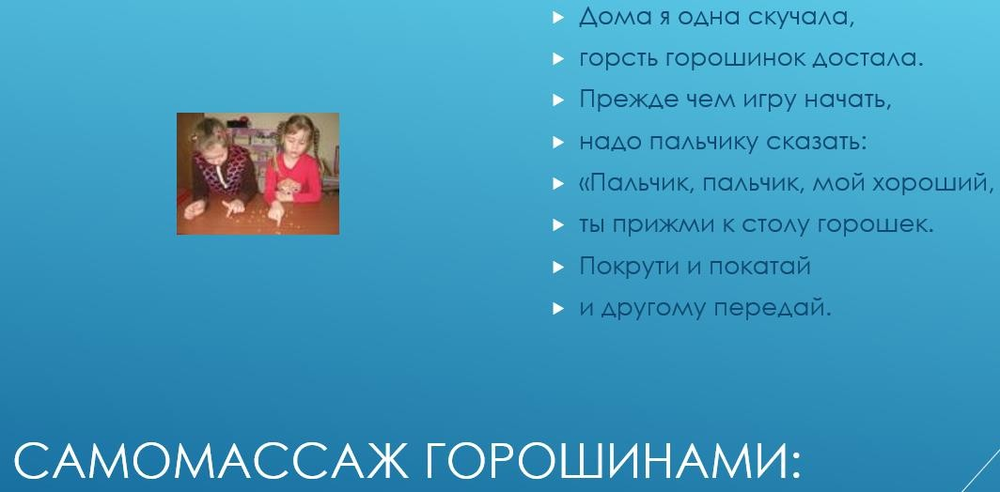 Дома я одна скучала,
горсть горошинок достала.
Прежде чем игру начать,
надо пальчику сказать:
«Пальчик, пальчик, мой хороший,
ты прижми к столу горошек.
Покрути и покатай
и другому передай.
САМОМАССАЖ ГОРОШИНАМИ: